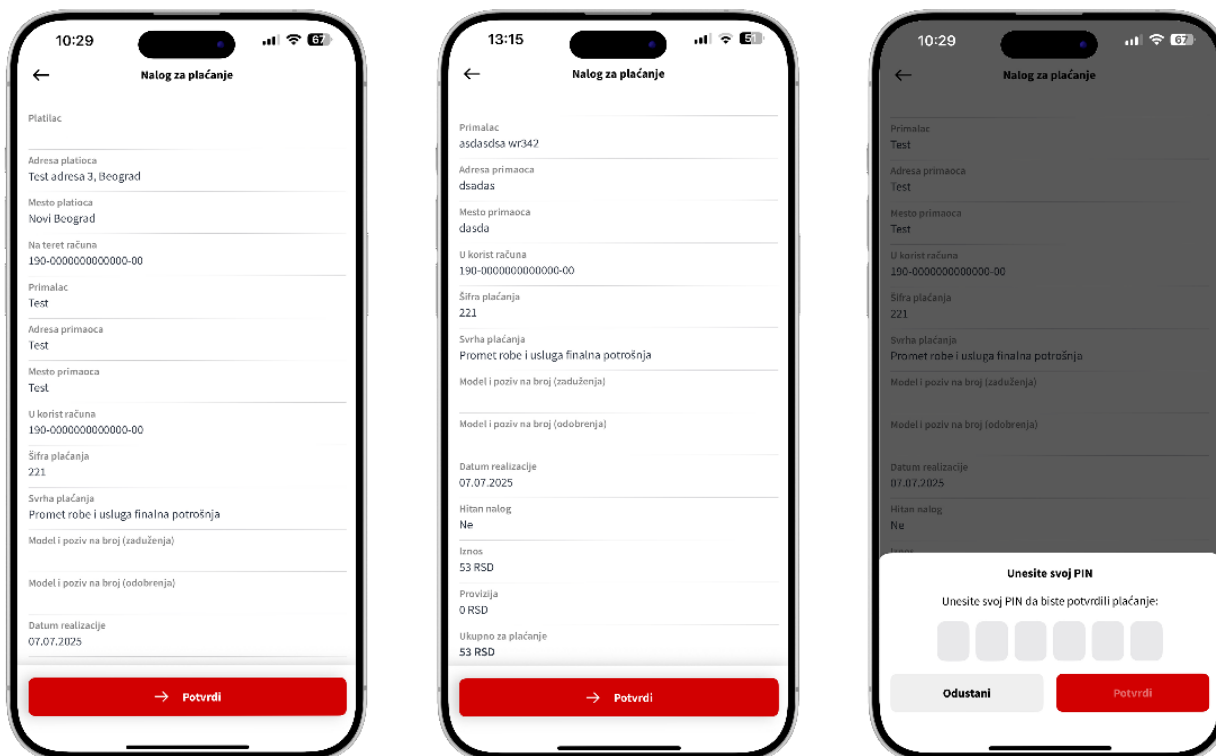 10:29
67
Nalog za plaćanje
Platilac
Adresa platioca
Test adresa 3, Beograd
Mesto platioca
Novi Beograd
Na teret računa
190-0000000000000-00
Primalac
Test
Adresa primaoca
Test
Mesto primaoca
Test
U korist računa
190-0000000000000-00
Šifra plaćanja
221
Svrha plaćanja
Promet robe i usluga finalna potrošnja
Model i poziv na broj (zaduženja)
Model i poziv na broj (odobrenja)
Datum realizacije
07.07.2025
Potvrdi
13:15
51
Nalog za plaćanje
Primalac
asdasdsa wr342
Adresa primaoca
dsadas
Mesto primaoca
dasda
U korist računa
190-0000000000000-00
Šifra plaćanja
221
Svrha plaćanja
Promet robe i usluga finalna potrošnja
Model i poziv na broj (zaduženja)
Model i poziv na broj (odobrenja)
Datum realizacije
07.07.2025
Hitan nalog
Ne
Iznos
53 RSD
Provizija
0 RSD
Ukupno za plaćanje
53 RSD
Potvrdi
10:29
67
Nalog za plaćanje
Primalac
Test
Adresa primaoca
Test
Mesto primaoca
Test
U korist računa
190-0000000000000-00
Šifra plaćanja
221
Svrha plaćanja
Promet robe i usluga finalna potrošnja
Model i poziv na broj (zaduženja)
Model i poziv na broj (odobrenja)
Datum realizacije
07.07.2025
Hitan nalog
Ne
Iznos
Unesite svoj PIN
Unesite svoj PIN da biste potvrdili plaćanje:
Odustani
Potvrdi